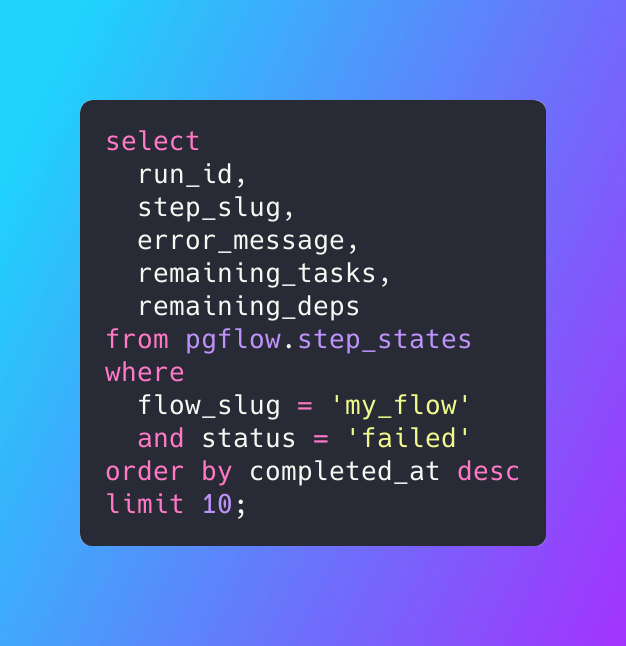 select
  run_id,
  step_slug,
  error_message,
  remaining_tasks,
  remaining_deps
from pgflow.step_states
where
  flow_slug = 'my_flow'
  and status = 'failed'
order by completed_at desc
limit 10;